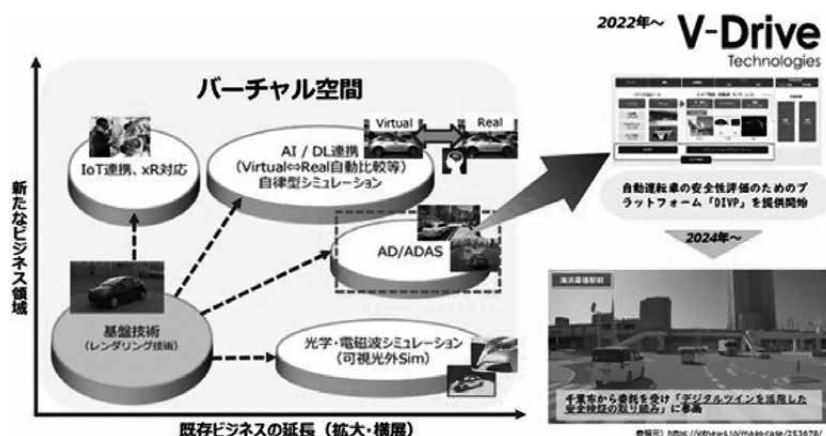 2022年～
V-Drive
Technologies
バーチャル空間
Virtual
Real
IoT連携、xR対応
AI / DL連携
(Virtual⇔Real自動比較等)
自律型シミュレーション
AD/ADAS
基盤技術
(レンダリング技術)
光学・電磁波シミュレーション
(可視光外Sim)
新たなビジネス領域
既存ビジネスの延長（拡大・横展）
自動運転車の安全性評価のためのプ
ラットフォーム「DIVP」を提供開始
2024年～
海浜幕張駅前
千葉市から委託を受け「デジタルツインを活用した
安全検証の取り組み」に参画